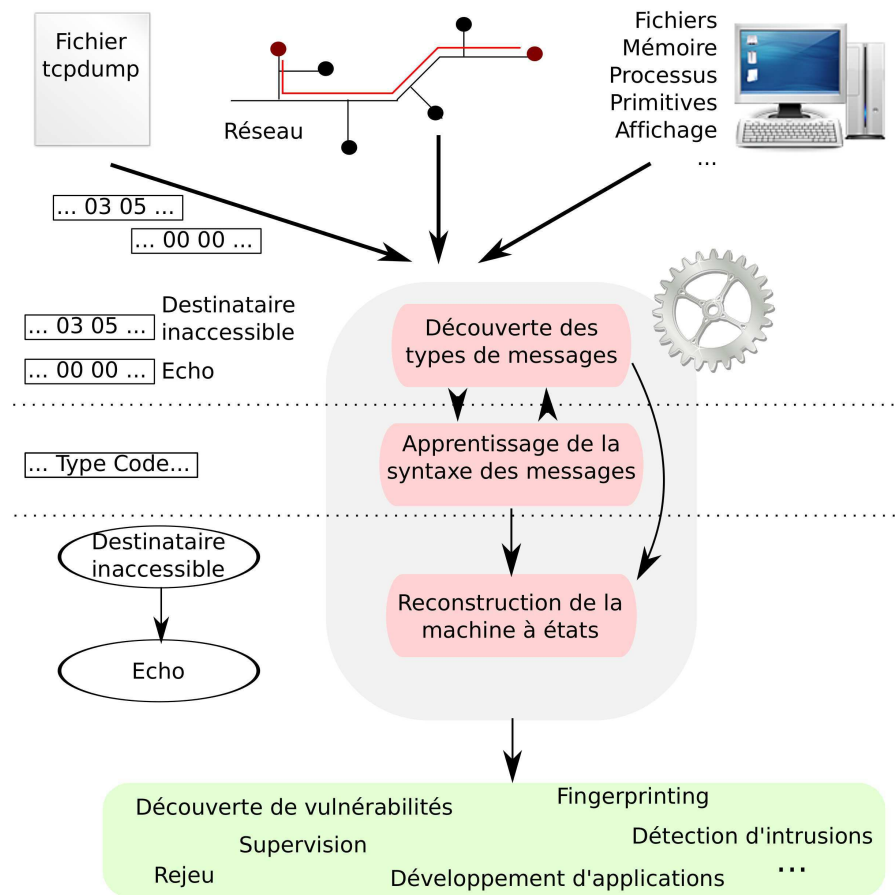 Fichier
tcpdump
Réseau
Fichiers
Mémoire
Processus
Primitives
Affichage
...
... 03 05 ...
... 00 00 ...
... 03 05 ...
Destinataire
inaccessible
... 00 00 ...
Echo
Découverte des
types de messages
... Type Code...
Apprentissage de la
syntaxe des messages
Destinataire
inaccessible
Echo
Reconstruction de la
machine à états
Découverte de vulnérabilités
Fingerprinting
Supervision
Détection d'intrusions
Rejeu
Développement d'applications
...